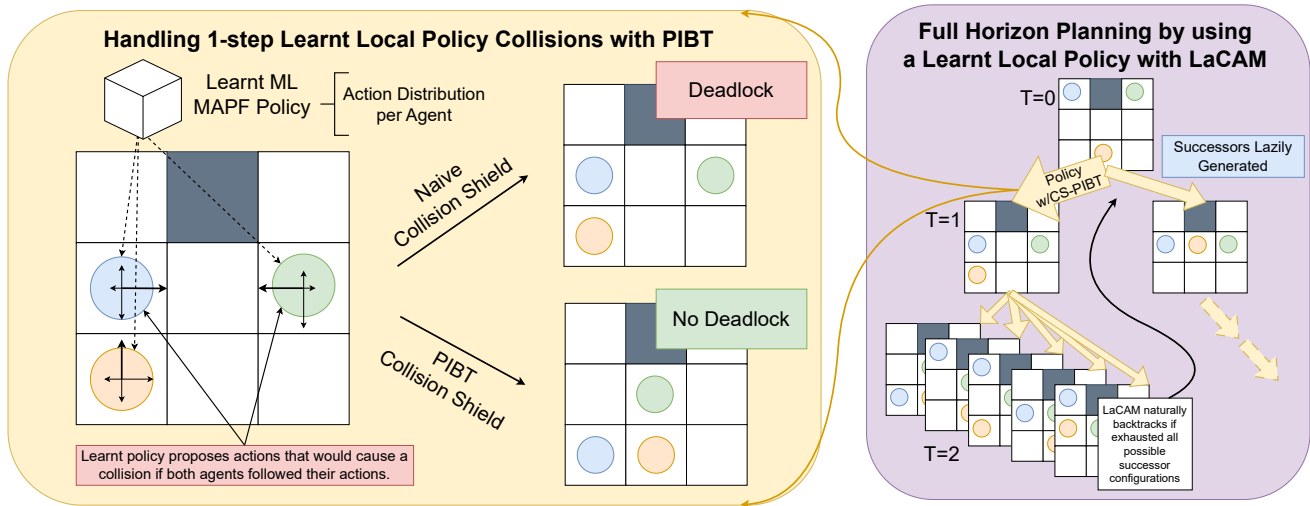 Handling 1-step Learnt Local Policy Collisions with PIBT
Learnt ML
MAPF Policy
Action Distribution
per Agent
Naive
Collision Shield
Deadlock
PIBT
Collision Shield
No Deadlock
Learnt policy proposes actions that would cause a
collision if both agents followed their actions.
Full Horizon Planning by using
a Learnt Local Policy with LaCAM
T=0
Successors Lazily
Generated
Policy
w/CS-PIBT
T=1
T=2
LaCAM naturally
backtracks if
exhausted all
possible
successor
configurations